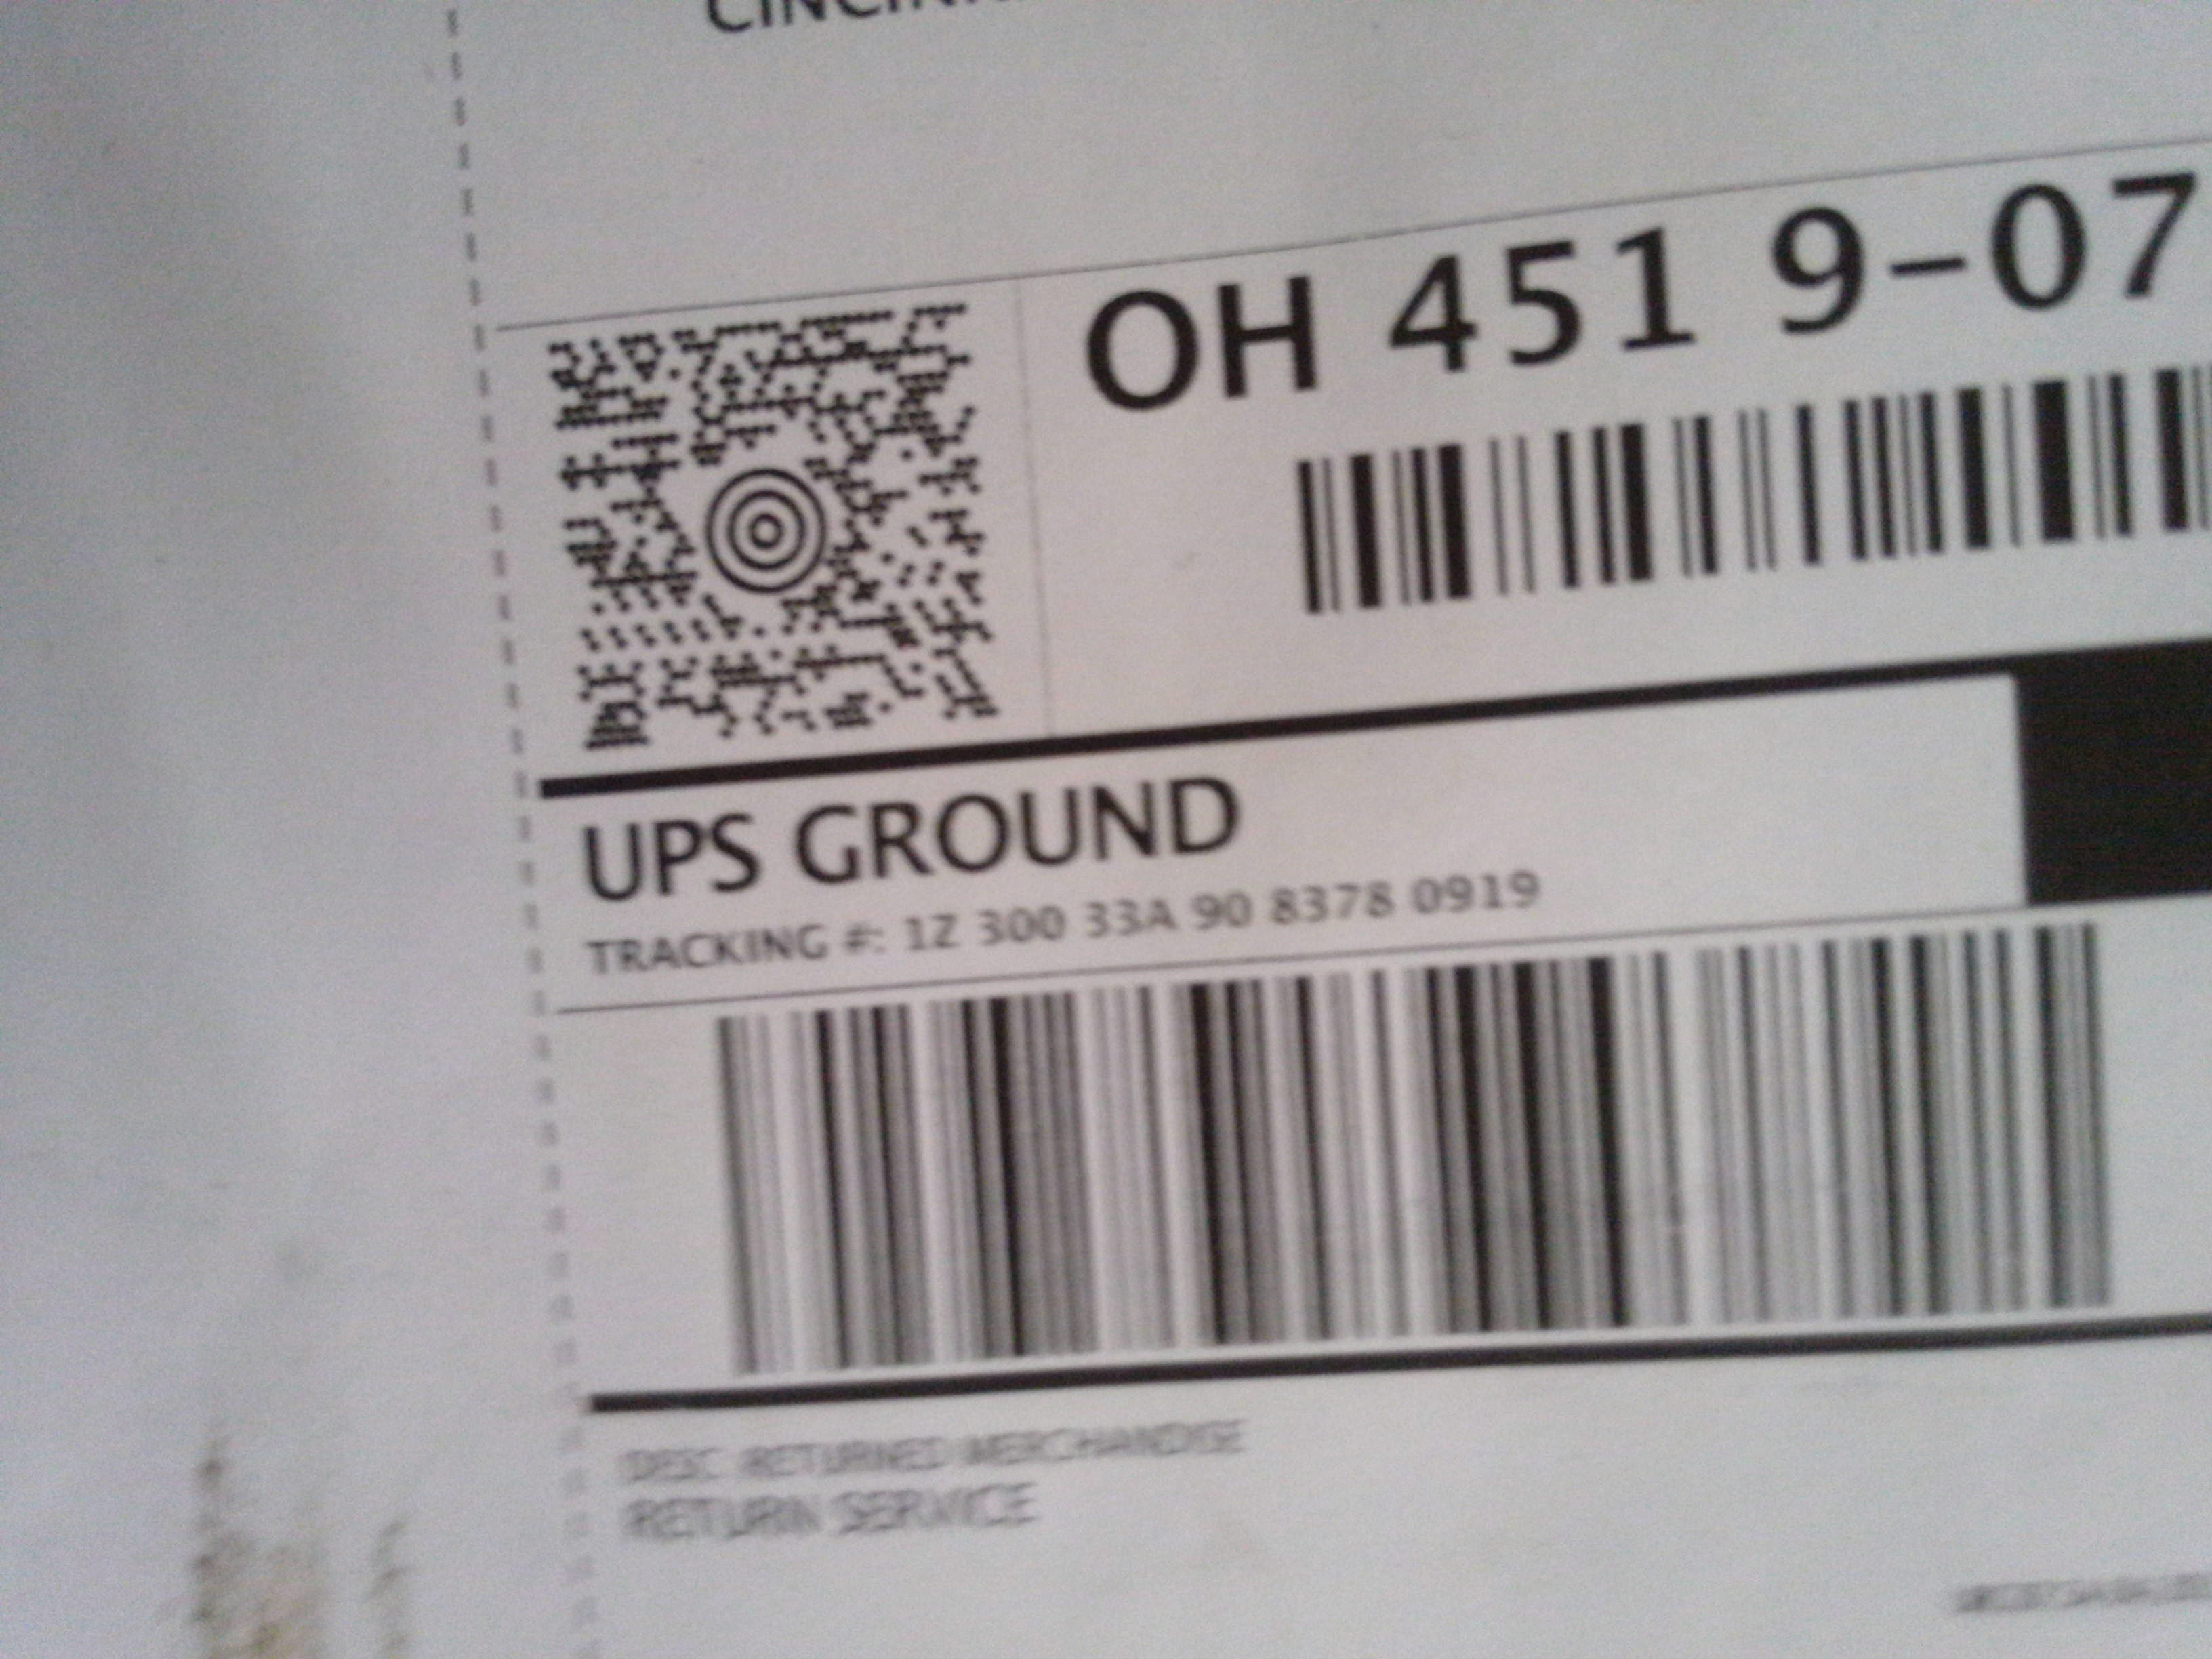 OH 451 9-07
UPS GROUND
TRACKING #: 1Z 300 33A 90 8378 0919
DESC: RETURNED MERCHANDISE
RETURN SERVICE